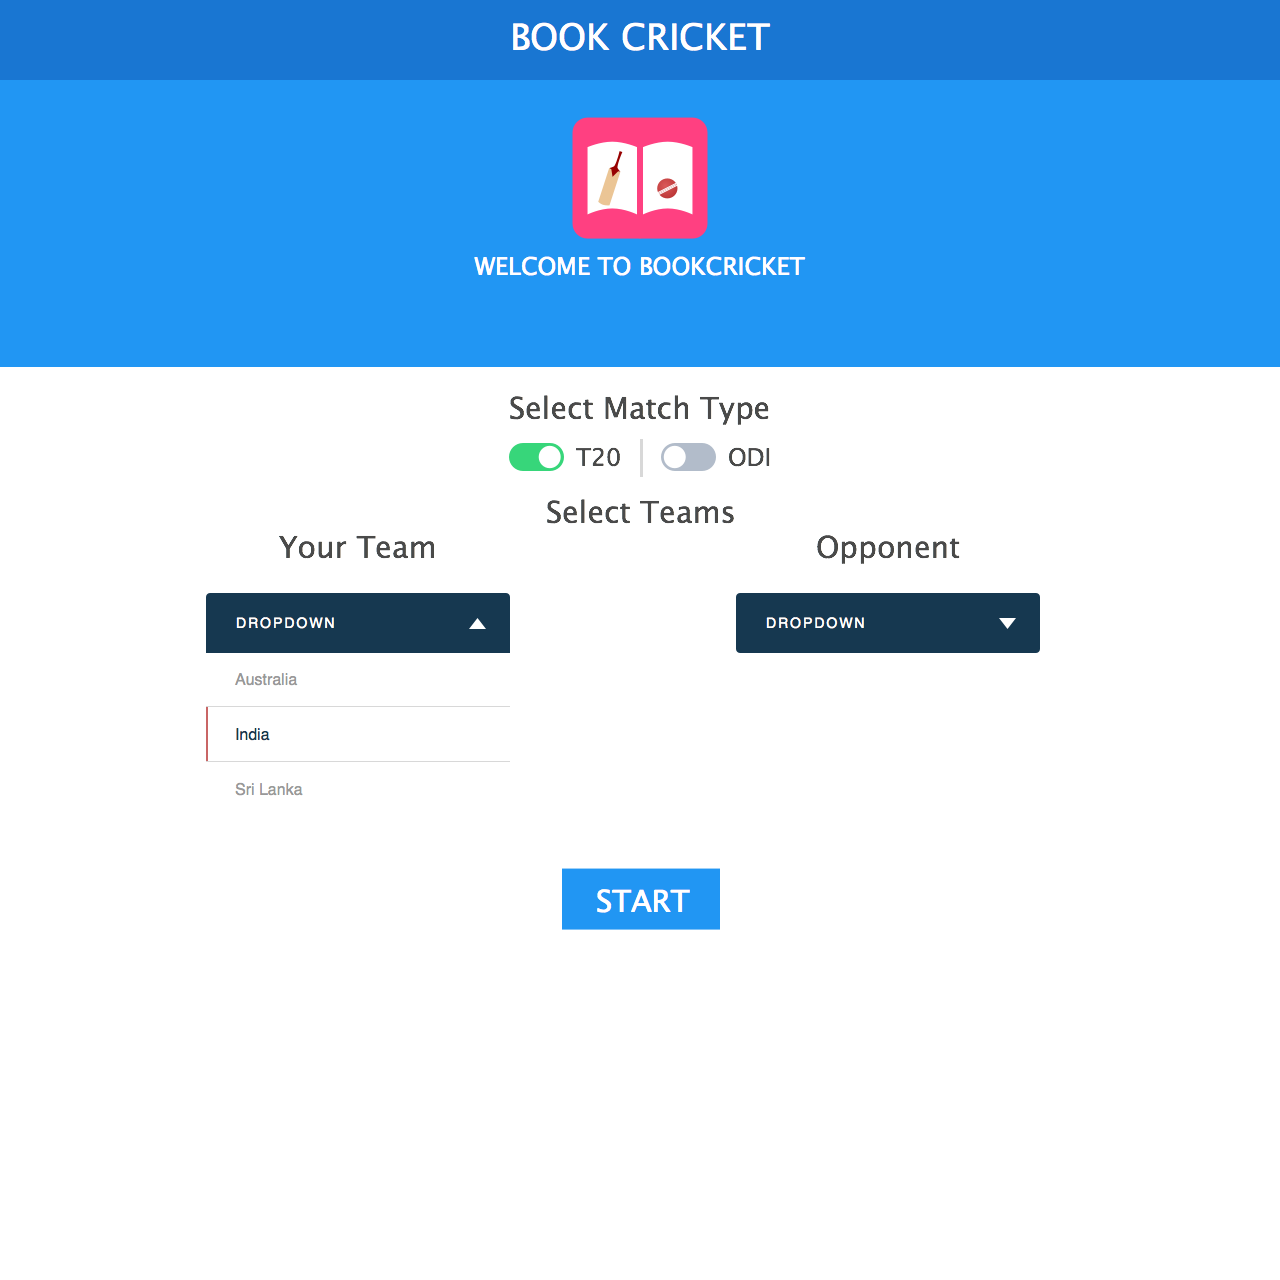 BOOK CRICKET
WELCOME TO BOOKCRICKET
Select Match Type
T20 ODI
Select Teams
Your Team
Opponent
DROPDOWN
Australia
India
Sri Lanka
DROPDOWN
START